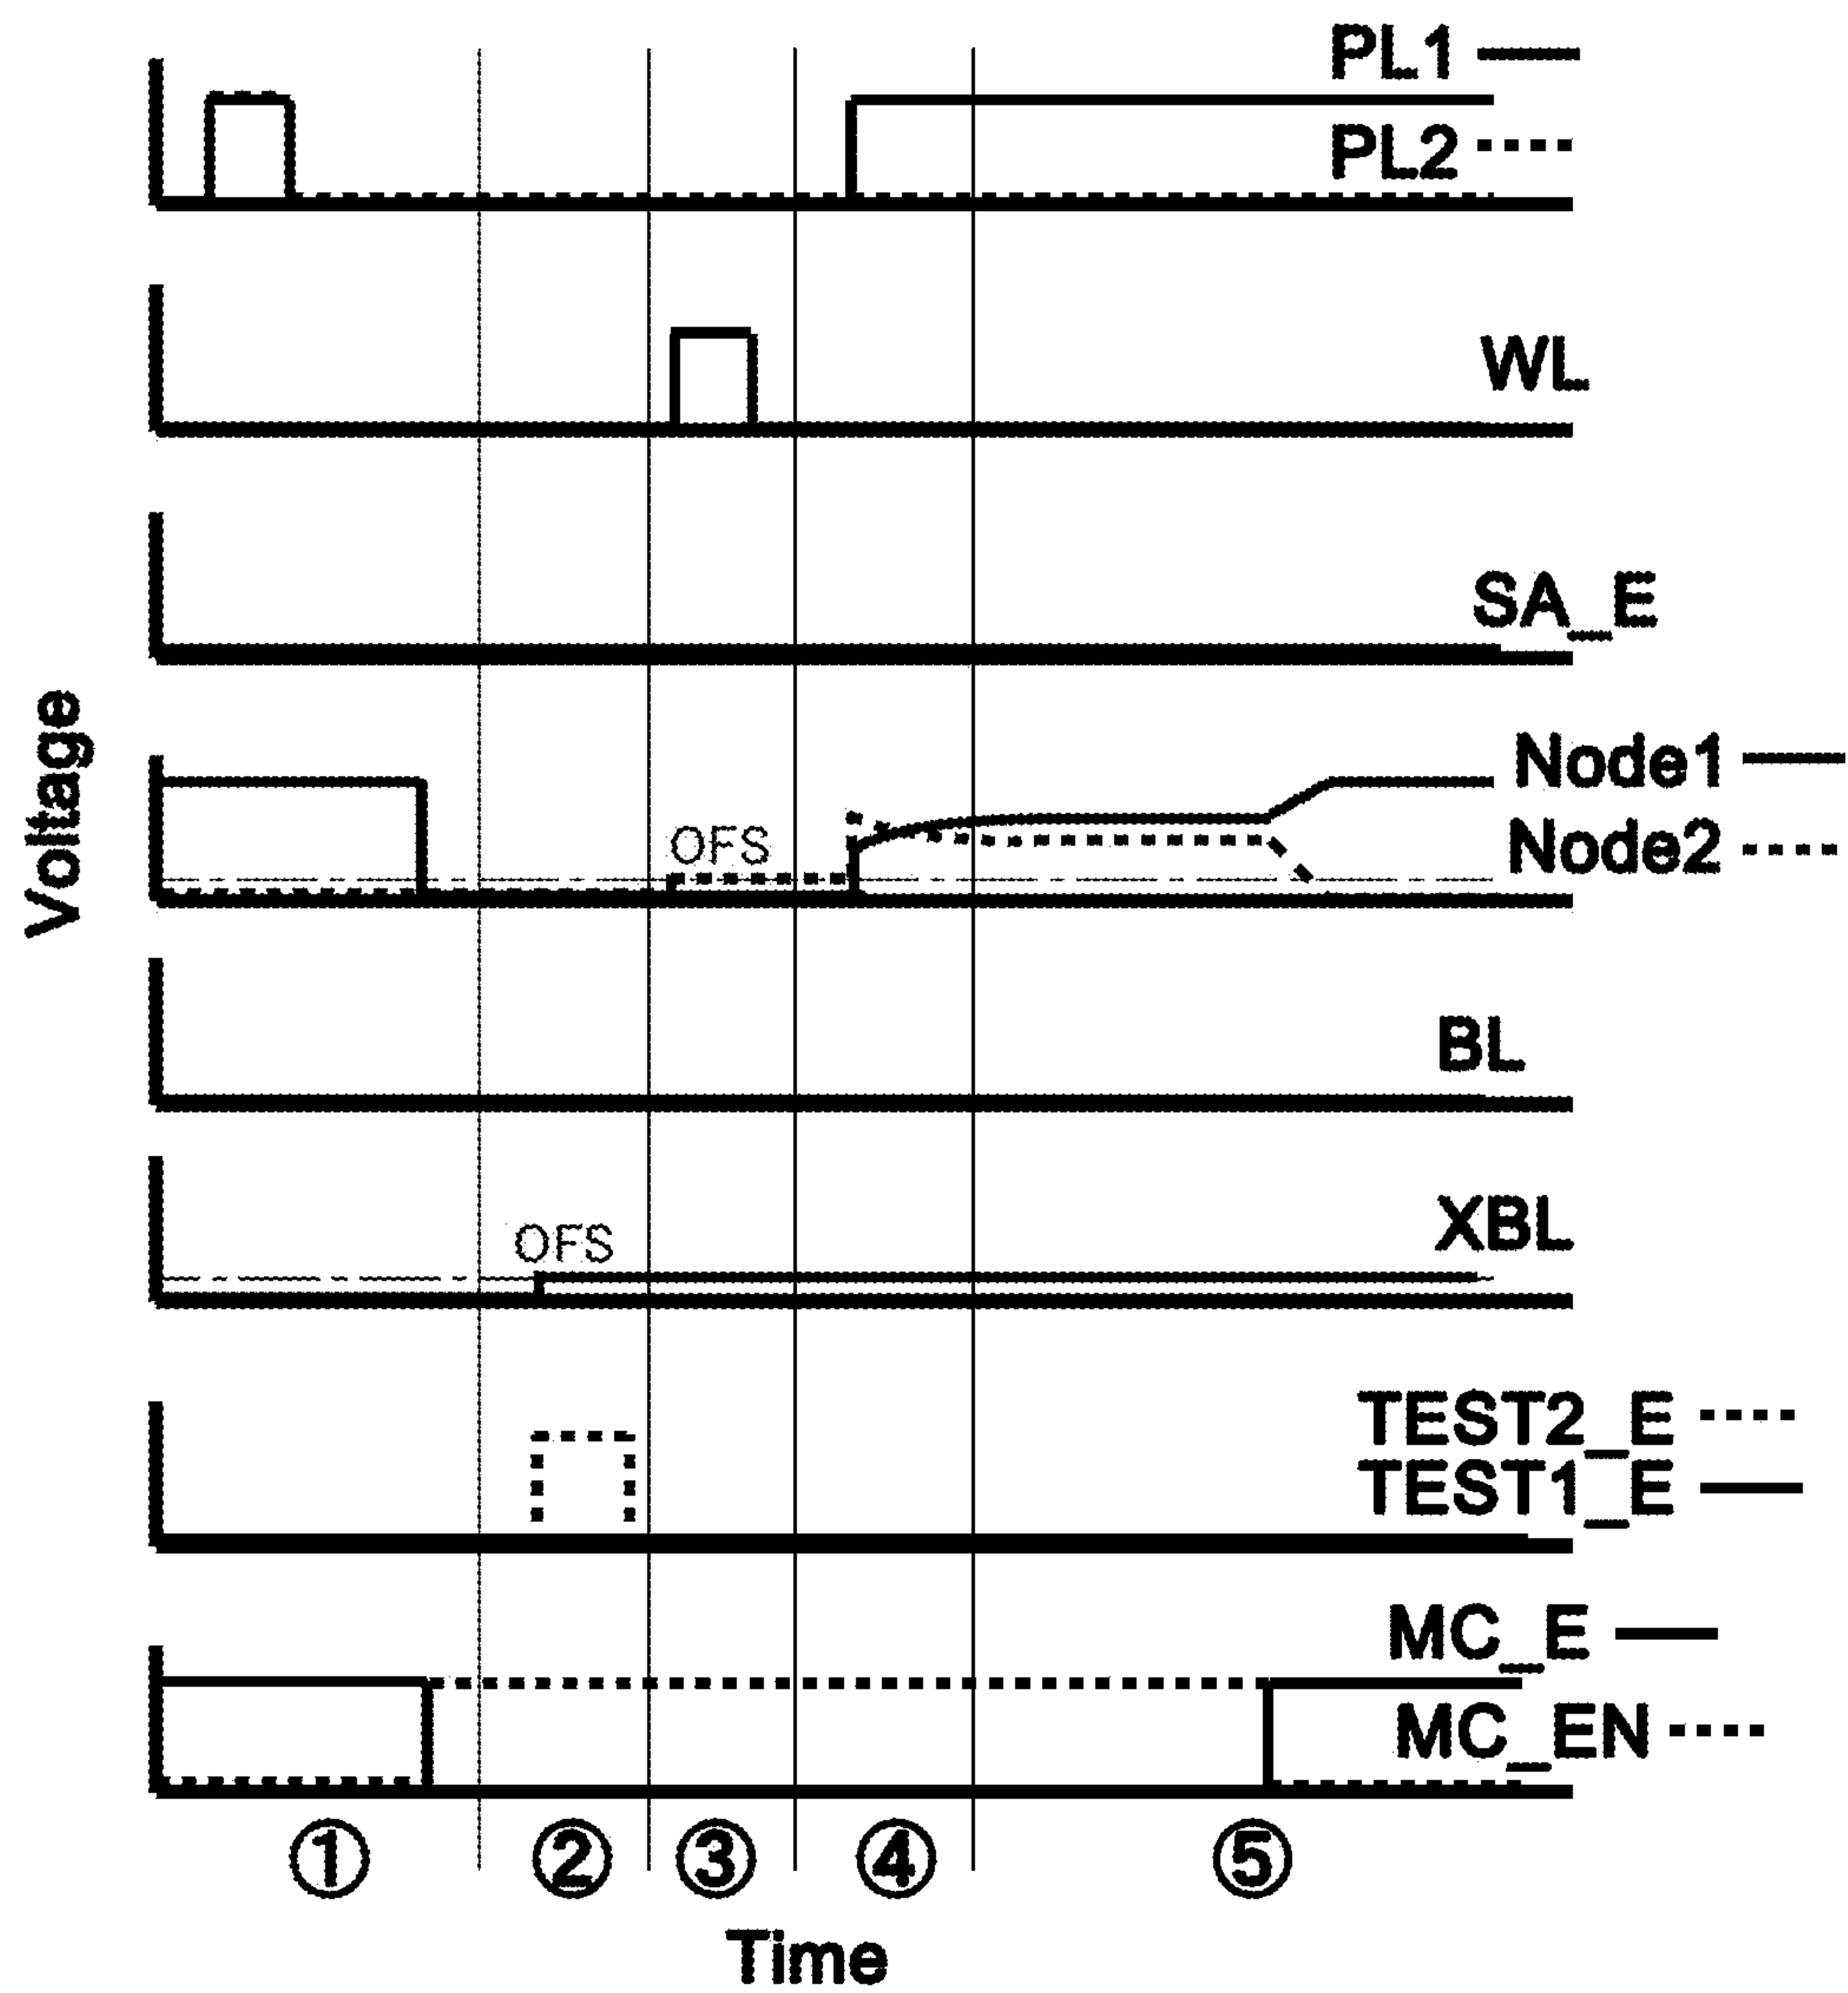 PL1
PL2
WL
SA_E
Voltage
Node1
OFS
Node2
BL
XBL
OFS
TEST2_E
TEST1_E
MC_E
MC_EN
① ② ③ ④ ⑤
Time